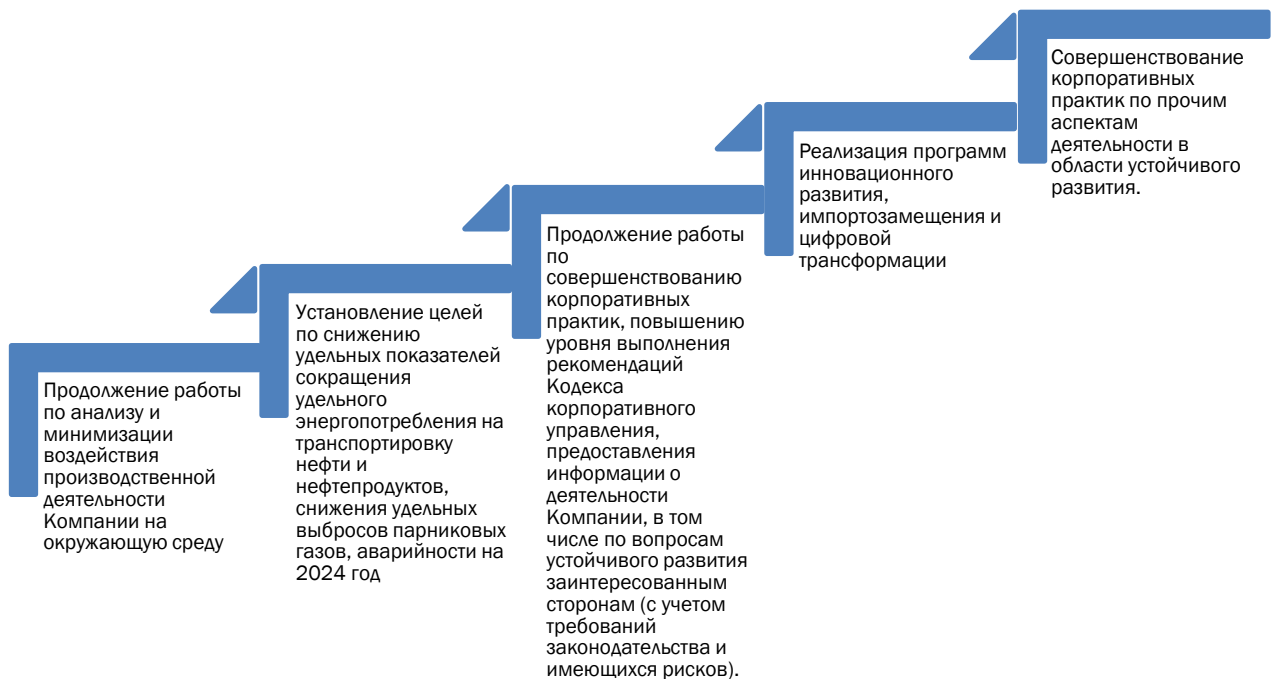 Продолжение работы
по анализу и
минимизации
воздействия
производственной
деятельности
Компании на
окружающую среду
Установление целей
по снижению
удельных показателей
сокращения
удельного
энергопотребления на
транспортировку
нефти и
нефтепродуктов,
снижения удельных
выбросов парниковых
газов, аварийности на
2024 год
Продолжение работы
по
совершенствованию
корпоративных
практик, повышению
уровня выполнения
рекомендаций
Кодекса
корпоративного
управления,
предоставления
информации о
деятельности
Компании, в том
числе по вопросам
устойчивого развития
заинтересованным
сторонам (с учетом
требований
законодательства и
имеющихся рисков).
Реализация программ
инновационного
развития,
импортозамещения и
цифровой
трансформации
Совершенствование
корпоративных
практик по прочим
аспектам
деятельности в
области устойчивого
развития.